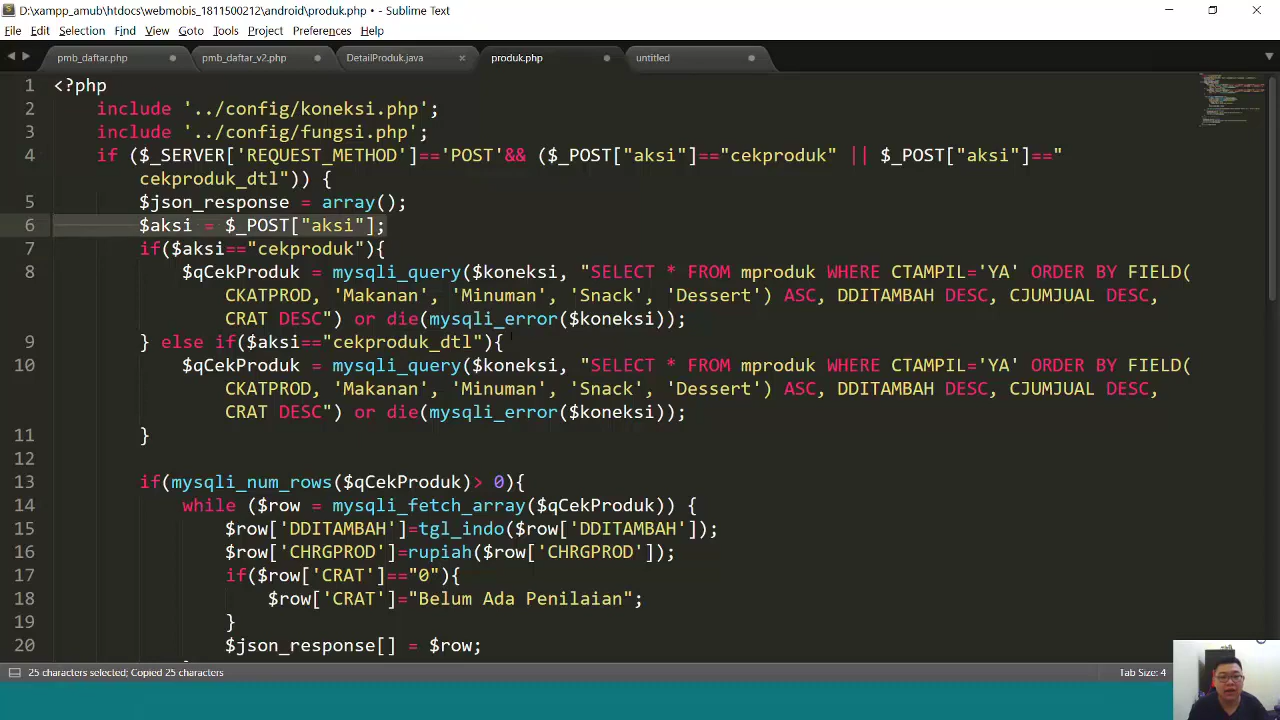 D:\xampp_amub\htdocs\webmobis_1811500212\android\produk.php • - Sublime Text
File Edit Selection Find View Goto Tools Project Preferences Help
pmb_daftar.php pmb_daftar_v2.php DetailProduk.java × produk.php untitled
1 <?php
2 include '../config/koneksi.php';
3 include '../config/fungsi.php';
4 if ($_SERVER['REQUEST_METHOD']=='POST'&& ($_POST["aksi"]=="cekproduk" || $_POST["aksi"]=="
cekproduk_dtl")) {
5 $json_response = array();
6 $aksi = $_POST["aksi"];
7 if($aksi=="cekproduk"){
8 $qCekProduk = mysqli_query($koneksi, "SELECT * FROM mproduk WHERE CTAMPIL='YA' ORDER BY FIELD(
CKATPROD, 'Makanan', 'Minuman', 'Snack', 'Dessert') ASC, DDITAMBAH DESC, CJUMJUAL DESC,
CRAT DESC") or die(mysqli_error($koneksi));
9 } else if($aksi=="cekproduk_dtl"){
10 $qCekProduk = mysqli_query($koneksi, "SELECT * FROM mproduk WHERE CTAMPIL='YA' ORDER BY FIELD(
CKATPROD, 'Makanan', 'Minuman', 'Snack', 'Dessert') ASC, DDITAMBAH DESC, CJUMJUAL DESC,
CRAT DESC") or die(mysqli_error($koneksi));
11 }
12
13 if(mysqli_num_rows($qCekProduk)> 0){
14 while ($row = mysqli_fetch_array($qCekProduk)) {
15 $row['DDITAMBAH']=tgl_indo($row['DDITAMBAH']);
16 $row['CHRGPROD']=rupiah($row['CHRGPROD']);
17 if($row['CRAT']=="0"){
18 $row['CRAT']="Belum Ada Penilaian";
19 }
20 $json_response[] = $row;
25 characters selected; Copied 25 characters
Tab Size: 4